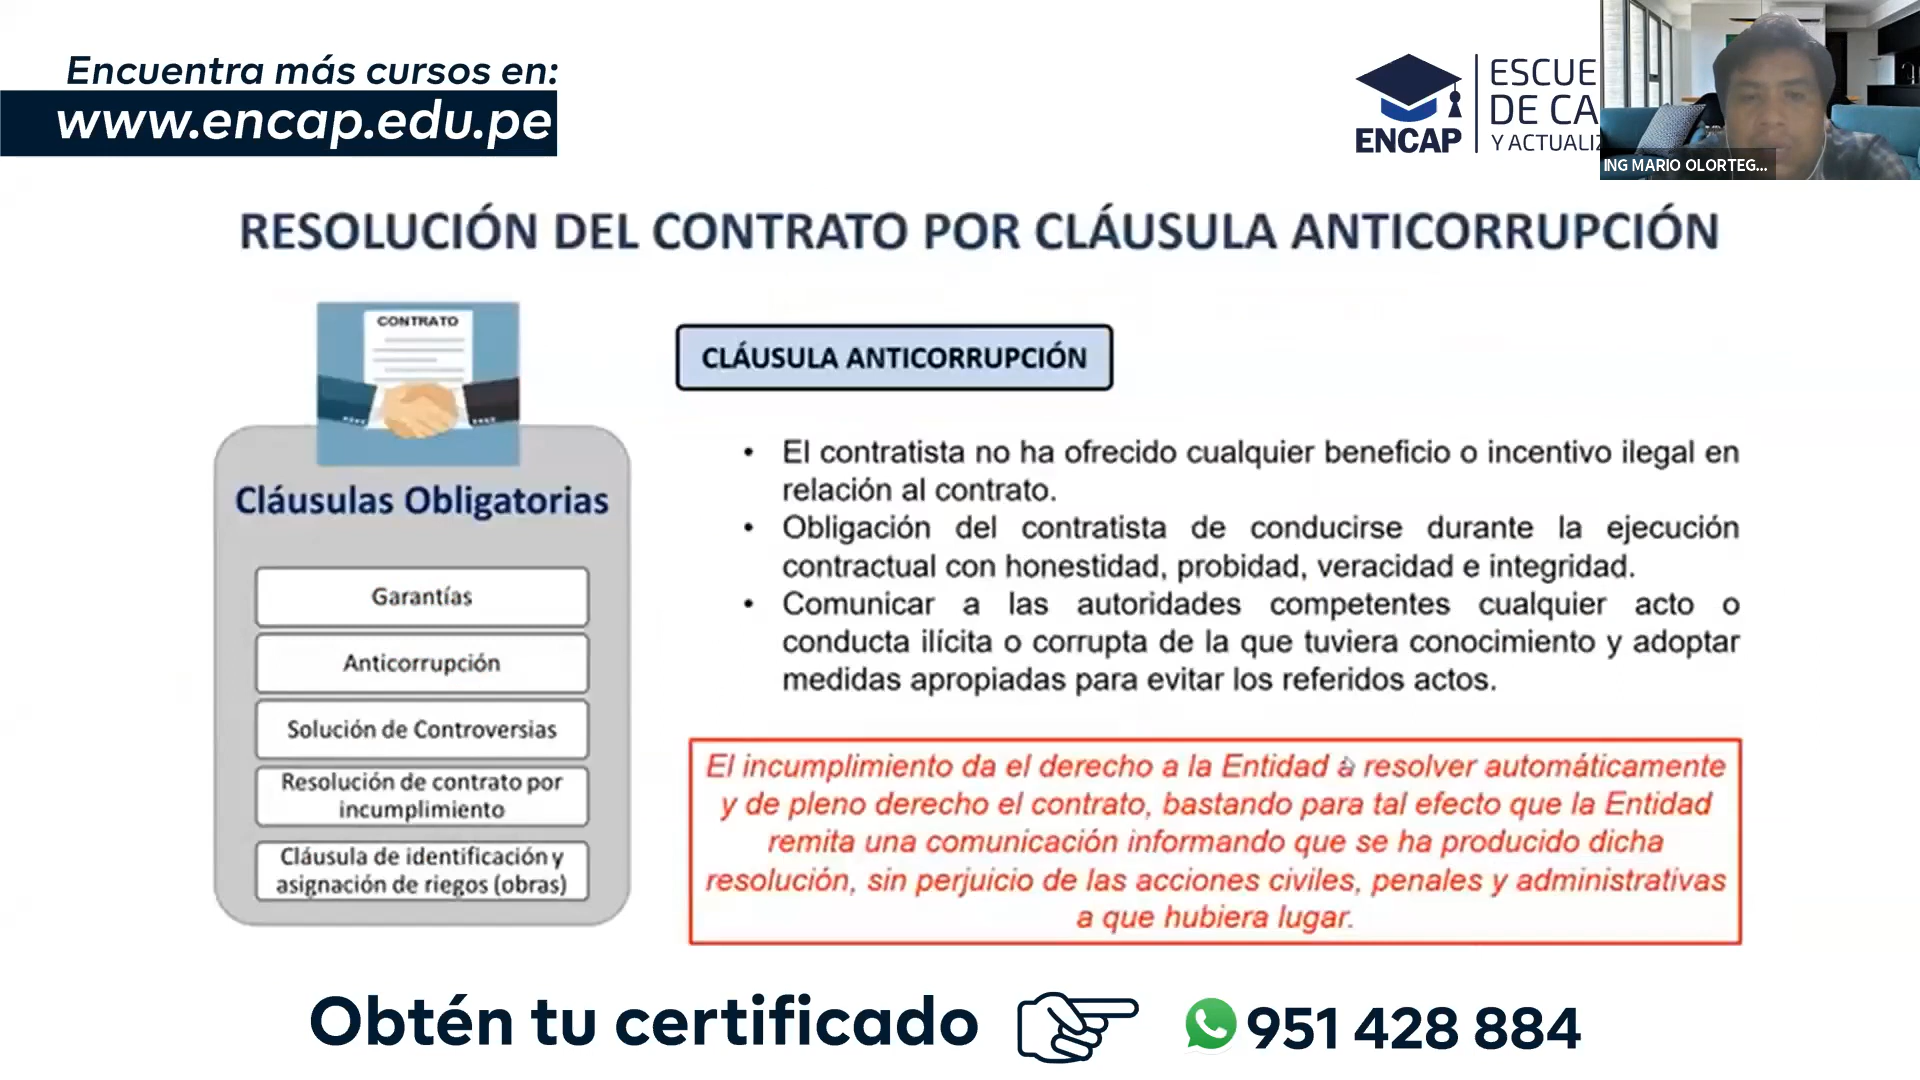 Encuentra más cursos en:
www.encap.edu.pe
ENCAP
ESCUE
DE CA
Y ACTUALIZ
ING MARIO OLORTEG...
RESOLUCIÓN DEL CONTRATO POR CLÁUSULA ANTICORRUPCIÓN
CONTRATO
Cláusulas Obligatorias
Garantías
Anticorrupción
Solución de Controversias
Resolución de contrato por
incumplimiento
Cláusula de identificación y
asignación de riegos (obras)
CLÁUSULA ANTICORRUPCIÓN
• El contratista no ha ofrecido cualquier beneficio o incentivo ilegal en
relación al contrato.
• Obligación del contratista de conducirse durante la ejecución
contractual con honestidad, probidad, veracidad e integridad.
• Comunicar a las autoridades competentes cualquier acto o
conducta ilícita o corrupta de la que tuviera conocimiento y adoptar
medidas apropiadas para evitar los referidos actos.
El incumplimiento da el derecho a la Entidad a resolver automáticamente
y de pleno derecho el contrato, bastando para tal efecto que la Entidad
remita una comunicación informando que se ha producido dicha
resolución, sin perjuicio de las acciones civiles, penales y administrativas
a que hubiera lugar.
Obtén tu certificado
951 428 884